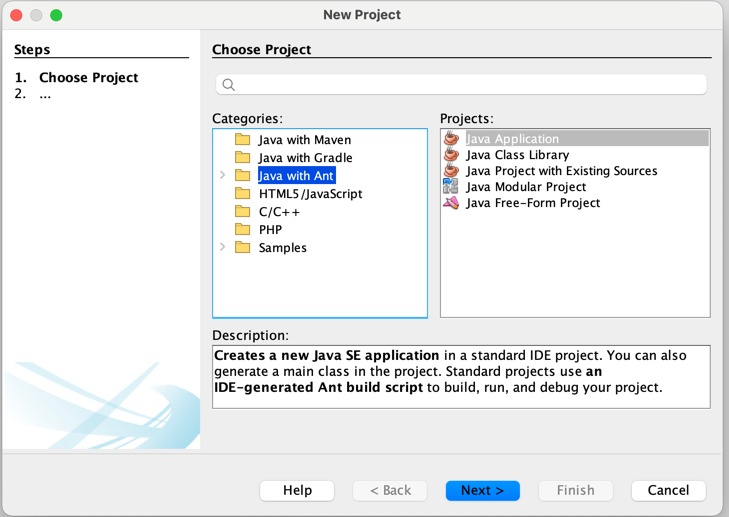 New Project
Steps
1. Choose Project
2. ...
Choose Project
Categories:
Java with Maven
Java with Gradle
Java with Ant
HTML5/JavaScript
C/C++
PHP
Samples
Projects:
Java Application
Java Class Library
Java Project with Existing Sources
Java Modular Project
Java Free-Form Project
Description:
Creates a new Java SE application in a standard IDE project. You can also
generate a main class in the project. Standard projects use an
IDE-generated Ant build script to build, run, and debug your project.
Help
< Back
Next >
Finish
Cancel